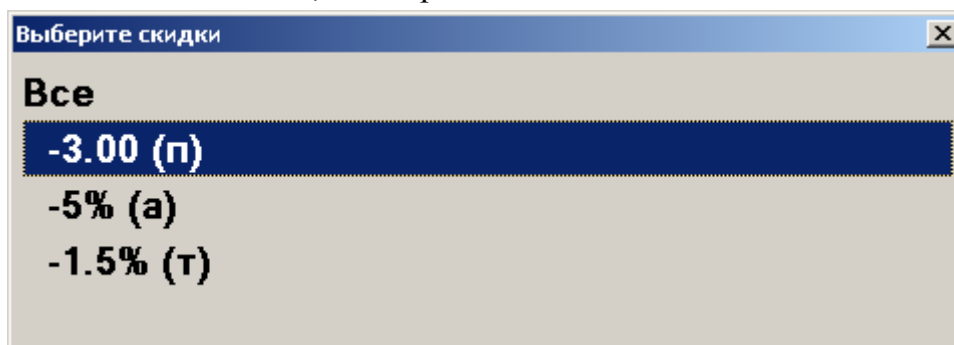 Выберите скидки
Все
-3.00 (п)
-5% (а)
-1.5% (т)